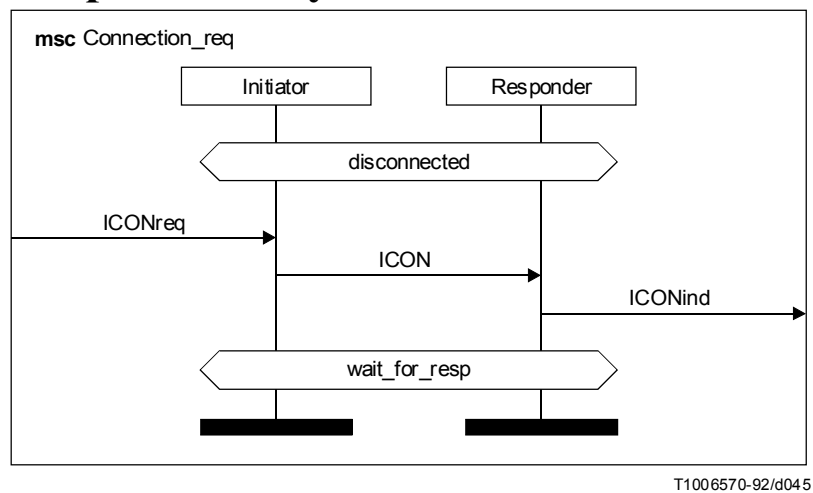 msc Connection_req
Initiator
Responder
disconnected
ICONreq
ICON
ICONind
wait_for_resp
T1006570-92/d045